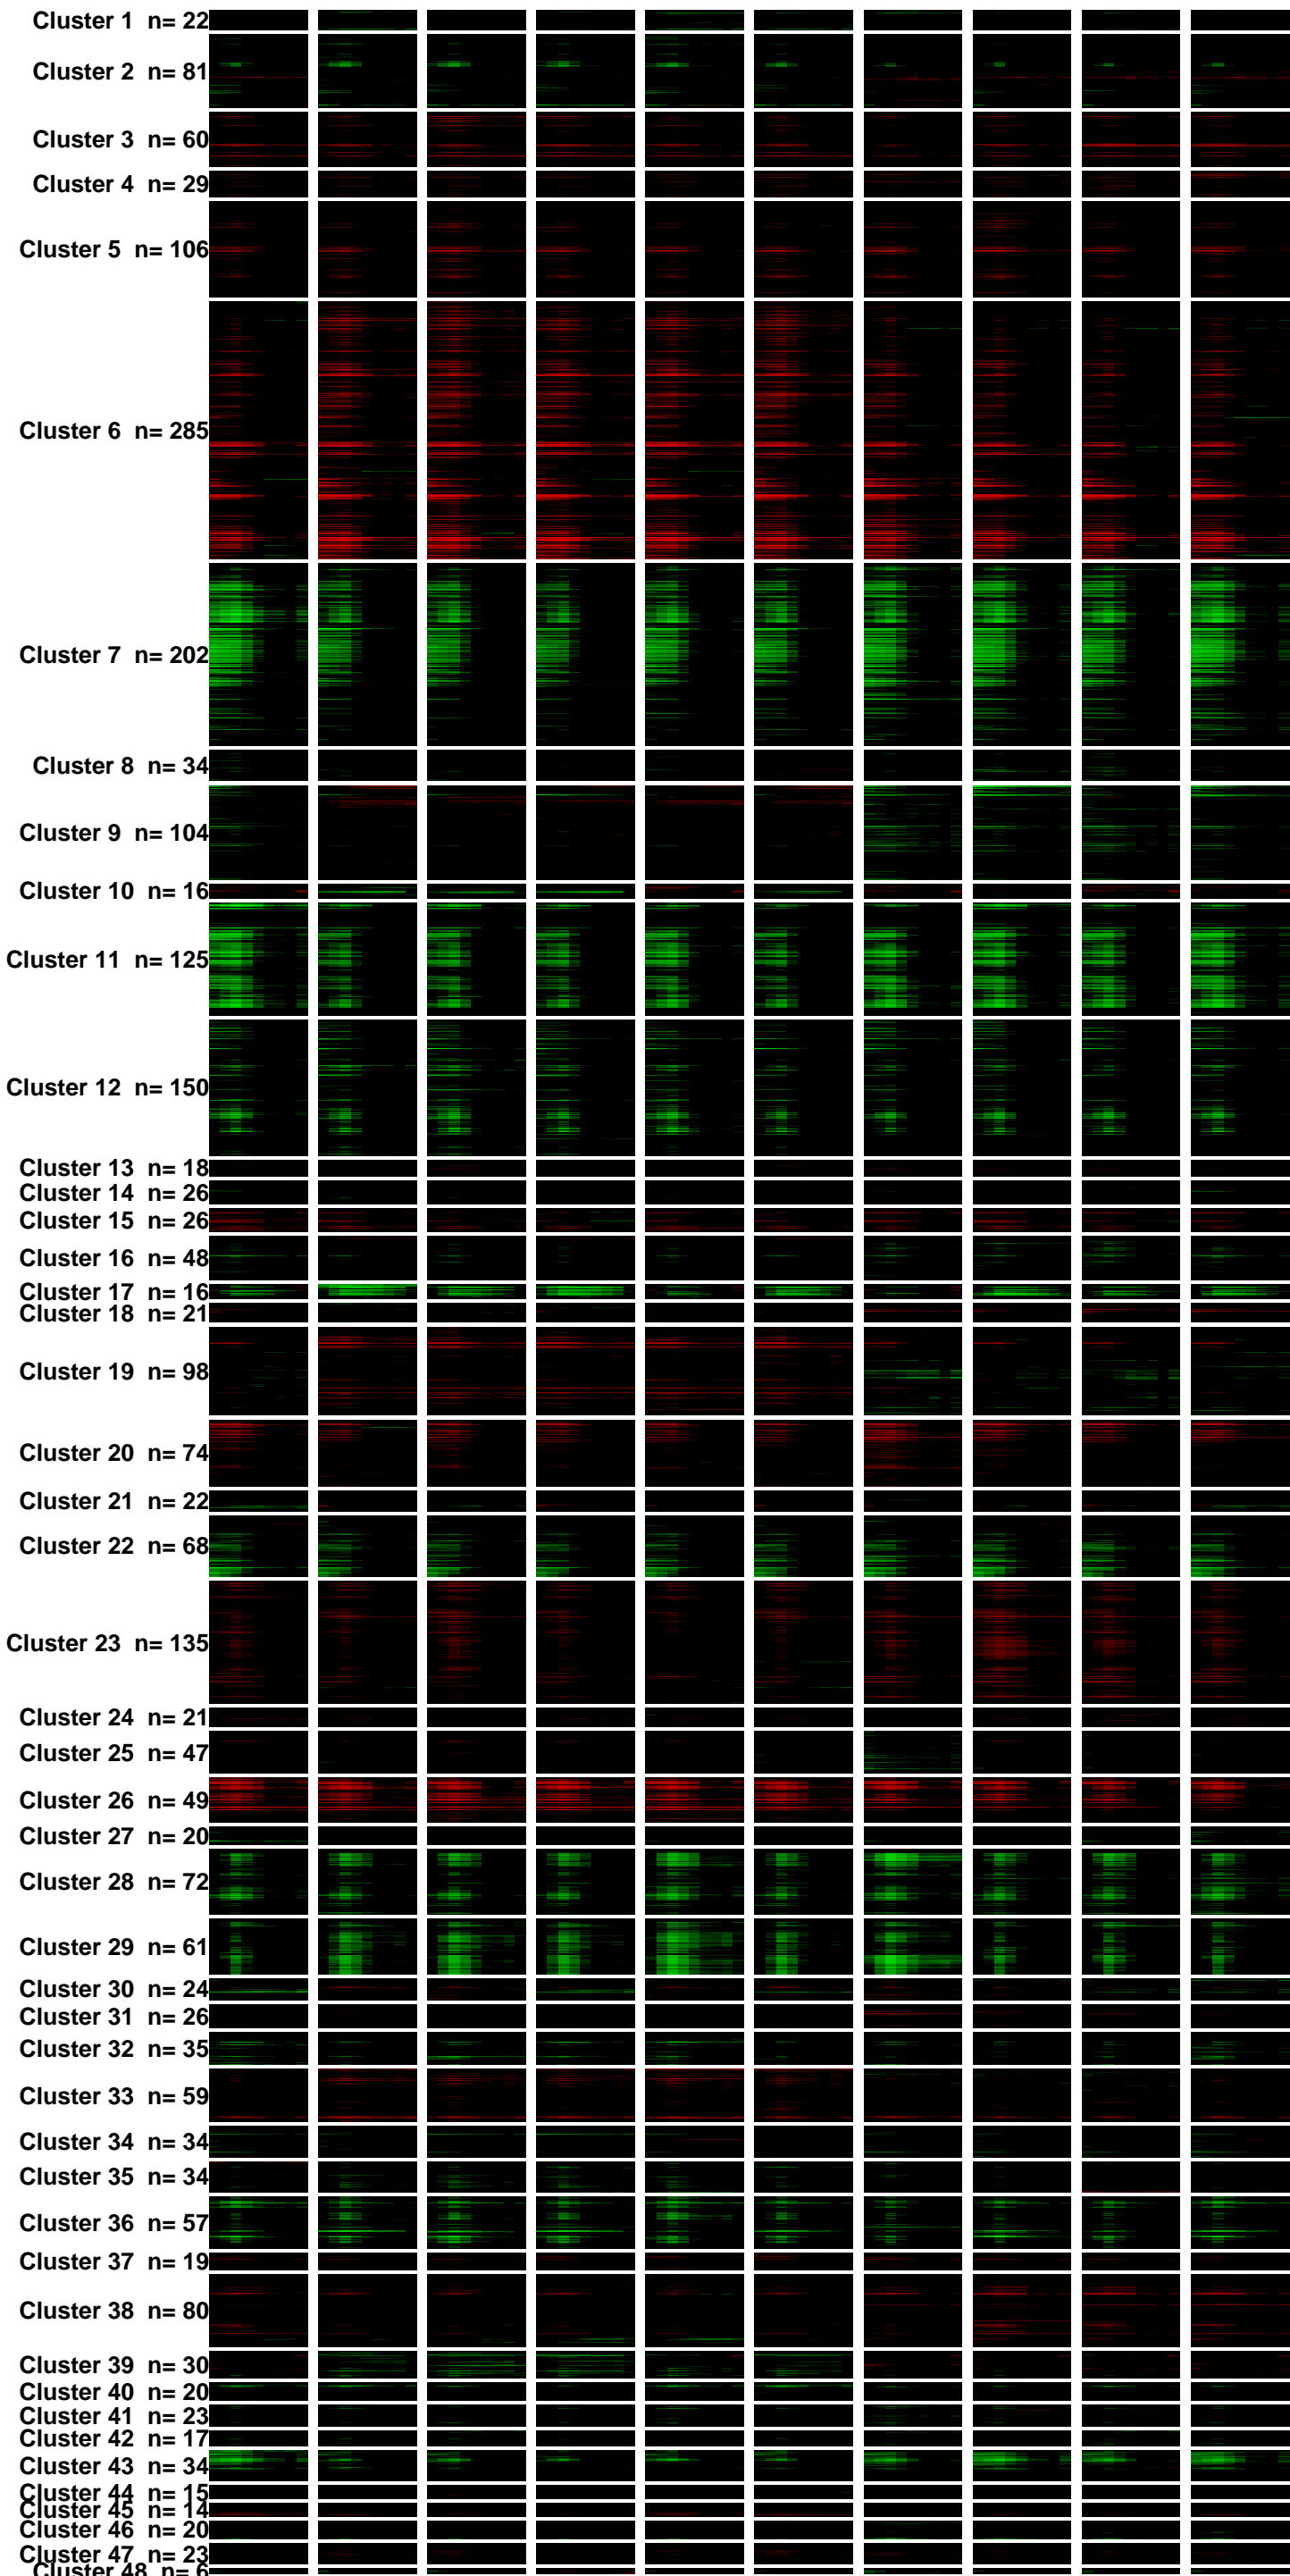 Cluster 1 n= 22
Cluster 2 n= 81
Cluster 3 n= 60
Cluster 4 n= 29
Cluster 5 n= 106
Cluster 6 n= 285
Cluster 7 n= 202
Cluster 8 n= 34
Cluster 9 n= 104
Cluster 10 n= 16
Cluster 11 n= 125
Cluster 12 n= 150
Cluster 13 n= 18
Cluster 14 n= 26
Cluster 15 n= 26
Cluster 16 n= 48
Cluster 17 n= 16
Cluster 18 n= 21
Cluster 19 n= 98
Cluster 20 n= 74
Cluster 21 n= 22
Cluster 22 n= 68
Cluster 23 n= 135
Cluster 24 n= 21
Cluster 25 n= 47
Cluster 26 n= 49
Cluster 27 n= 20
Cluster 28 n= 72
Cluster 29 n= 61
Cluster 30 n= 24
Cluster 31 n= 26
Cluster 32 n= 35
Cluster 33 n= 59
Cluster 34 n= 34
Cluster 35 n= 34
Cluster 36 n= 57
Cluster 37 n= 19
Cluster 38 n= 80
Cluster 39 n= 30
Cluster 40 n= 20
Cluster 41 n= 23
Cluster 42 n= 17
Cluster 43 n= 34
Cluster 44 n= 15
Cluster 45 n= 14
Cluster 46 n= 20
Cluster 47 n= 23
Cluster 48 n= 6